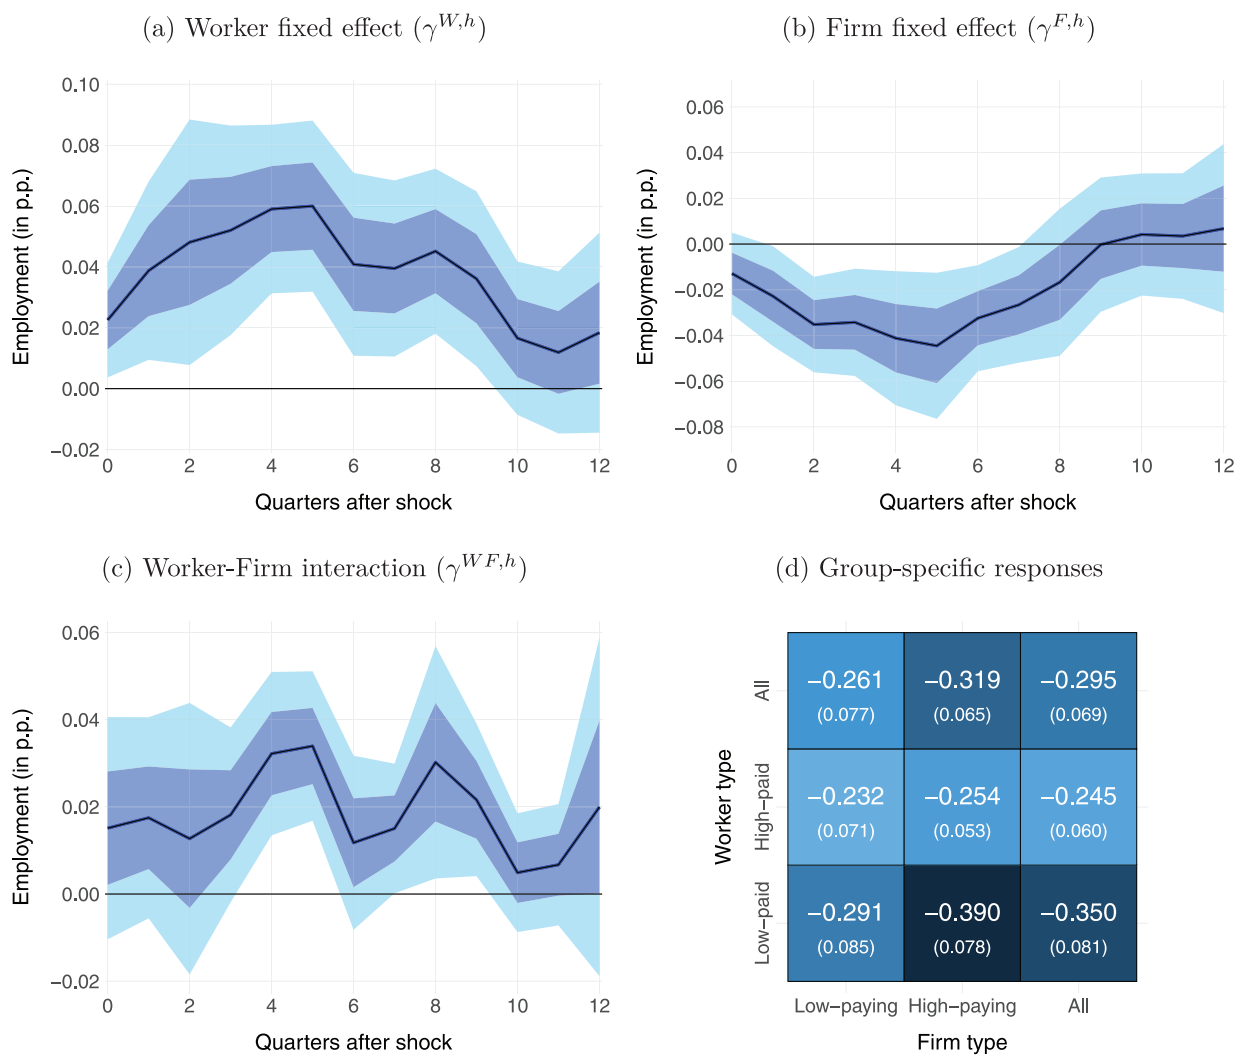 (a) Worker fixed effect (γ^{W,h})
Employment (in p.p.)
0.10
0.08
0.06
0.04
0.02
0.00
−0.02
0 2 4 6 8 10 12
Quarters after shock
(b) Firm fixed effect (γ^{F,h})
Employment (in p.p.)
0.06
0.04
0.02
0.00
−0.02
−0.04
−0.06
−0.08
0 2 4 6 8 10 12
Quarters after shock
(c) Worker-Firm interaction (γ^{WF,h})
Employment (in p.p.)
0.06
0.04
0.02
0.00
−0.02
0 2 4 6 8 10 12
Quarters after shock
(d) Group-specific responses
Worker type
All
−0.261 −0.319 −0.295
(0.077) (0.065) (0.069)
High−paid
−0.232 −0.254 −0.245
(0.071) (0.053) (0.060)
Low−paid
−0.291 −0.390 −0.350
(0.085) (0.078) (0.081)
Low−paying High−paying All
Firm type